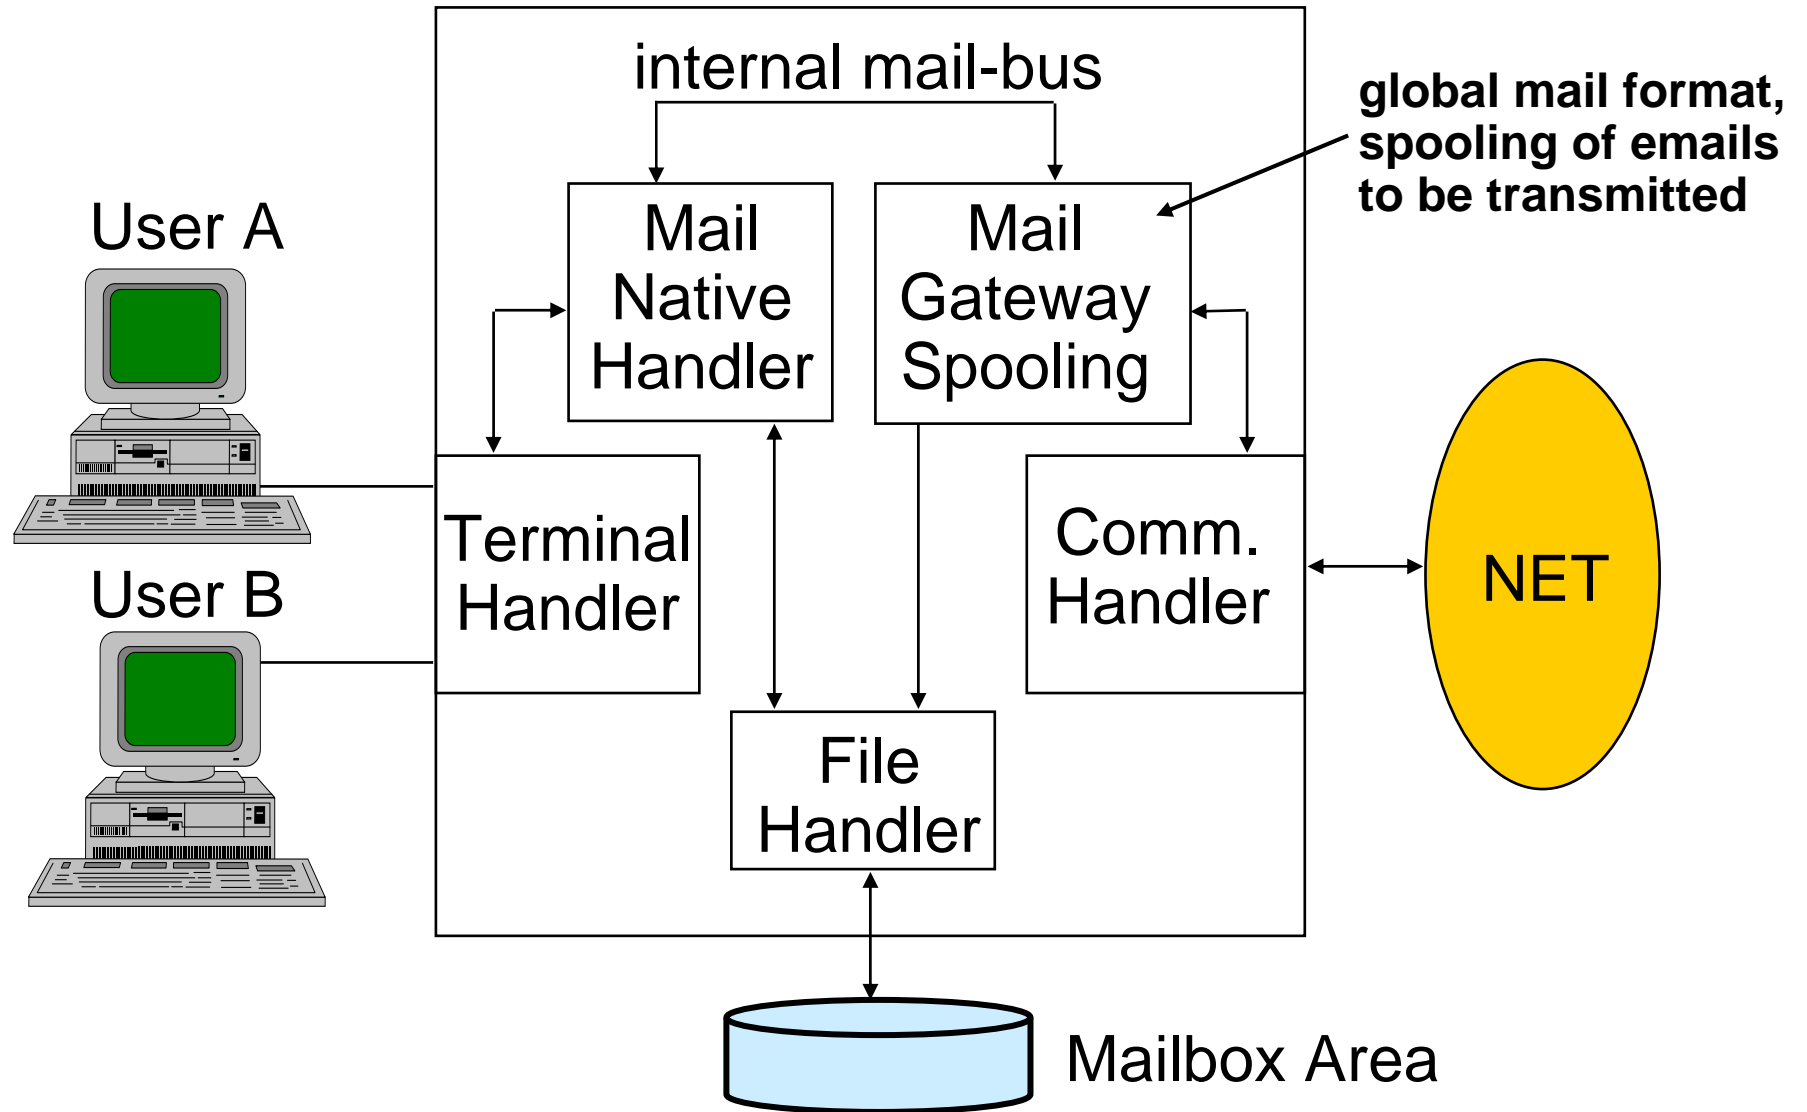 internal mail-bus
global mail format,
spooling of emails
to be transmitted
User A
Mail
Native
Handler
Mail
Gateway
Spooling
Terminal
Handler
Comm.
Handler
NET
User B
File
Handler
Mailbox Area